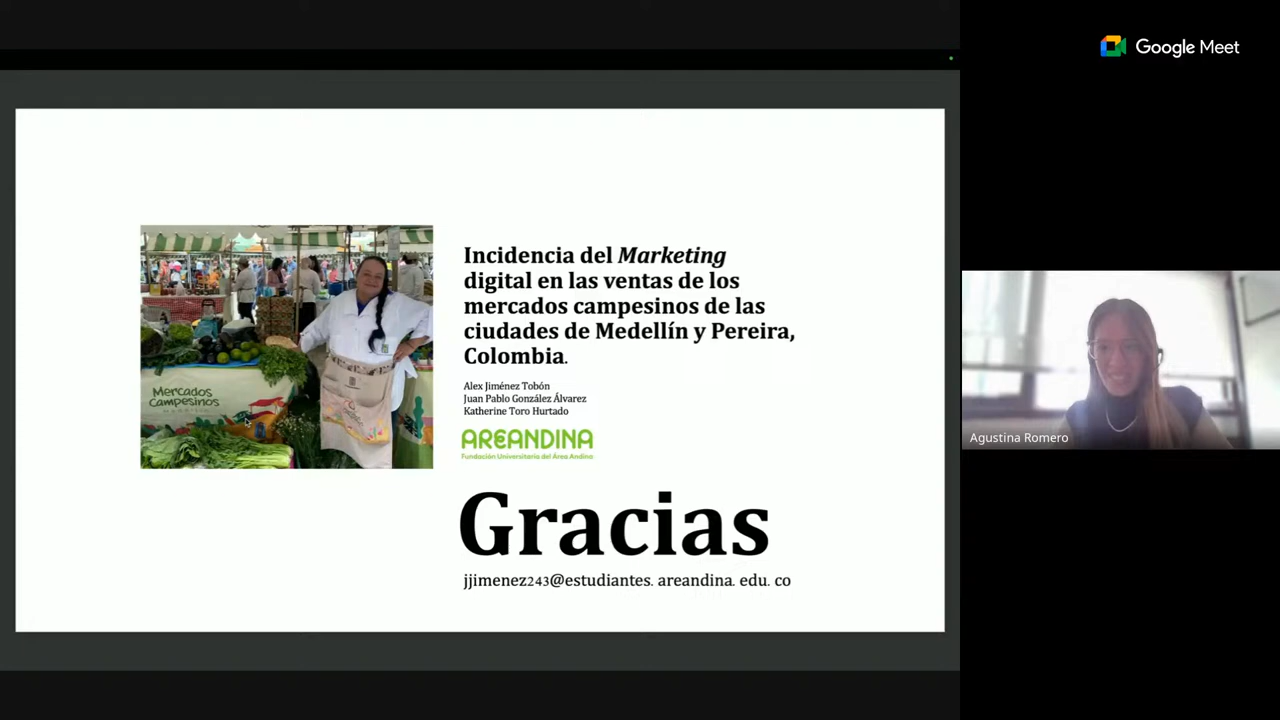 Google Meet
Incidencia del Marketing
digital en las ventas de los
mercados campesinos de las
ciudades de Medellín y Pereira,
Colombia.
Alex Jiménez Tobón
Juan Pablo González Álvarez
Katherine Toro Hurtado
AREANDINA
Fundación Universitaria del Área Andina
Mercados
Campesinos
Gracias
jjimenez243@estudiantes. areandina. edu. co
Agustina Romero